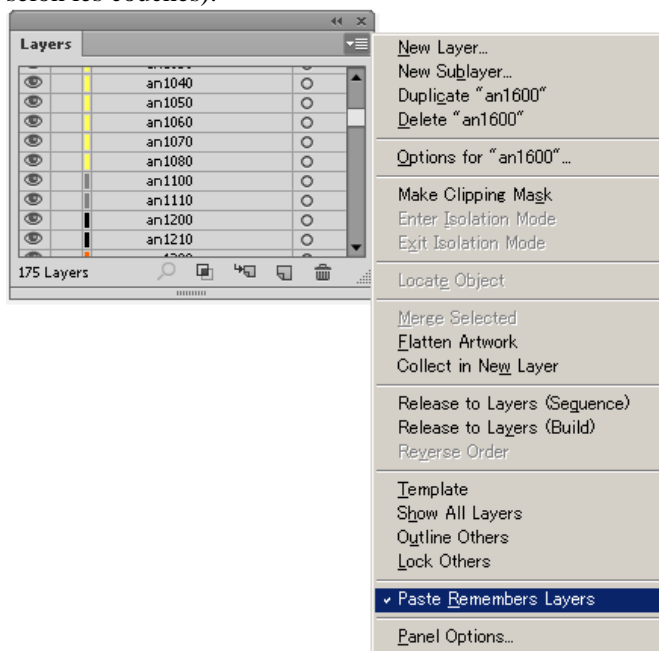 selon les couches).
Layers
an1040
an1050
an1060
an1070
an1080
an1100
an1110
an1200
an1210
175 Layers
New Layer...
New Sublayer...
Duplicate "an1600"
Delete "an1600"
Options for "an1600"...
Make Clipping Mask
Enter Isolation Mode
Exit Isolation Mode
Locate Object
Merge Selected
Flatten Artwork
Collect in New Layer
Release to Layers (Sequence)
Release to Layers (Build)
Reverse Order
Template
Show All Layers
Outline Others
Lock Others
Paste Remembers Layers
Panel Options...